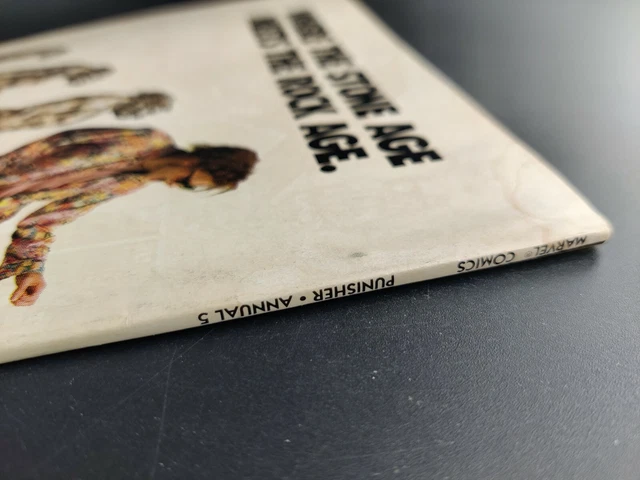 WHERE THE STONE AGE
MEETS THE ROCK AGE.
MARVEL® COMICS
PUNISHER • ANNUAL 5